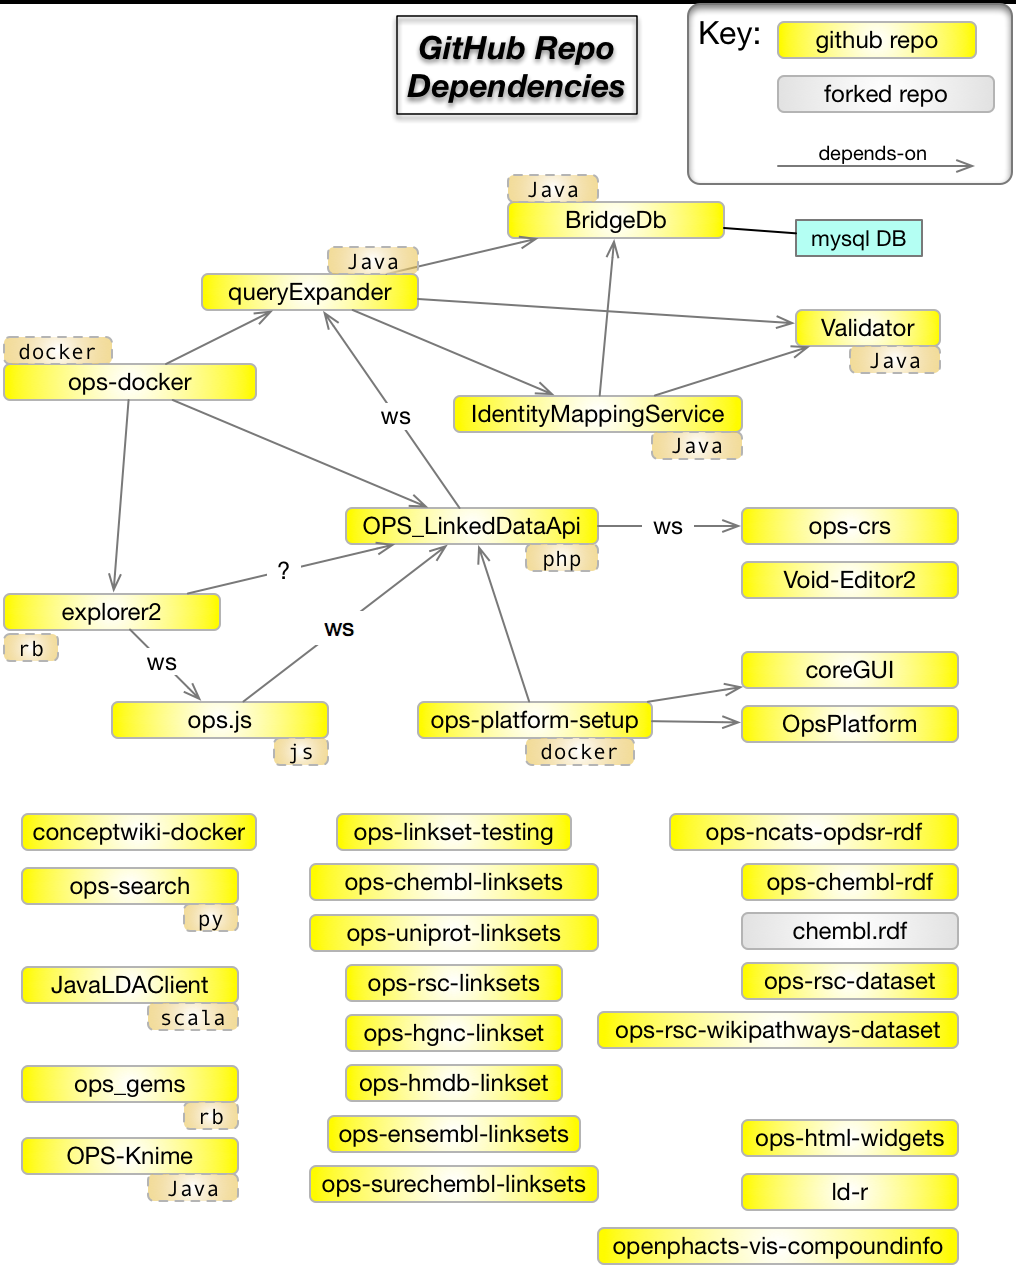 GitHub Repo
Dependencies
Key:
github repo
forked repo
depends-on
Java
BridgeDb
mysql DB
Java
queryExpander
Validator
Java
docker
ops-docker
IdentityMappingService
Java
ws
OPS_LinkedDataApi
php
ws
ops-crs
Void-Editor2
?
explorer2
rb
ws
ws
coreGUI
ops.js
js
ops-platform-setup
docker
OpsPlatform
conceptwiki-docker
ops-search
py
JavaLDAClient
scala
ops_gems
rb
OPS-Knime
Java
ops-linkset-testing
ops-chembl-linksets
ops-uniprot-linksets
ops-rsc-linksets
ops-hgnc-linkset
ops-hmdb-linkset
ops-ensembl-linksets
ops-surechembl-linksets
ops-ncats-opdsr-rdf
ops-chembl-rdf
chembl.rdf
ops-rsc-dataset
ops-rsc-wikipathways-dataset
ops-html-widgets
ld-r
openphacts-vis-compoundinfo